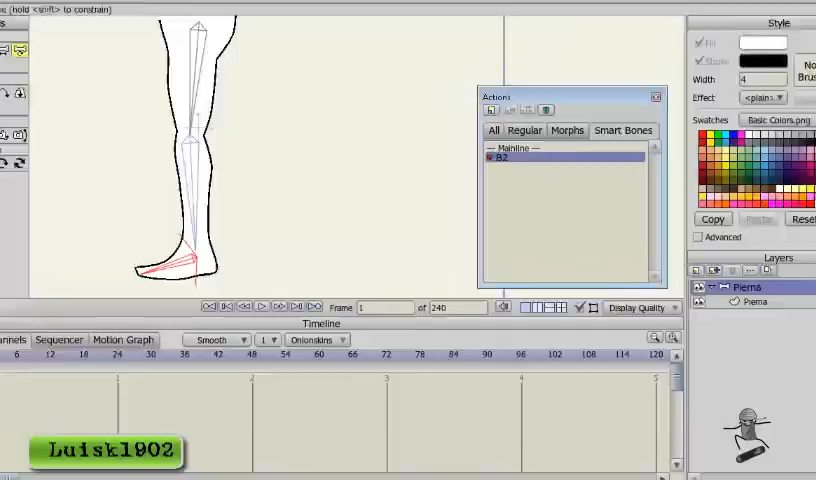 (hold <shift> to constrain)
Style
Fill
Stroke
No
Brus
Width
4
Effect
<plain>
Swatches
Basic Colors.png
Copy
Paste
Reset
Advanced
Actions
All
Regular
Morphs
Smart Bones
--- Mainline ---
B2
Layers
Pierna
Pierna
Frame
1
of
240
Display Quality
Timeline
annels
Sequencer
Motion Graph
Smooth
1
Onionskins
6 12 18 24 30 36 42 48 54 60 66 72 78 84 90 96 102 108 114 120
1 2 3 4 5
Luisk1902